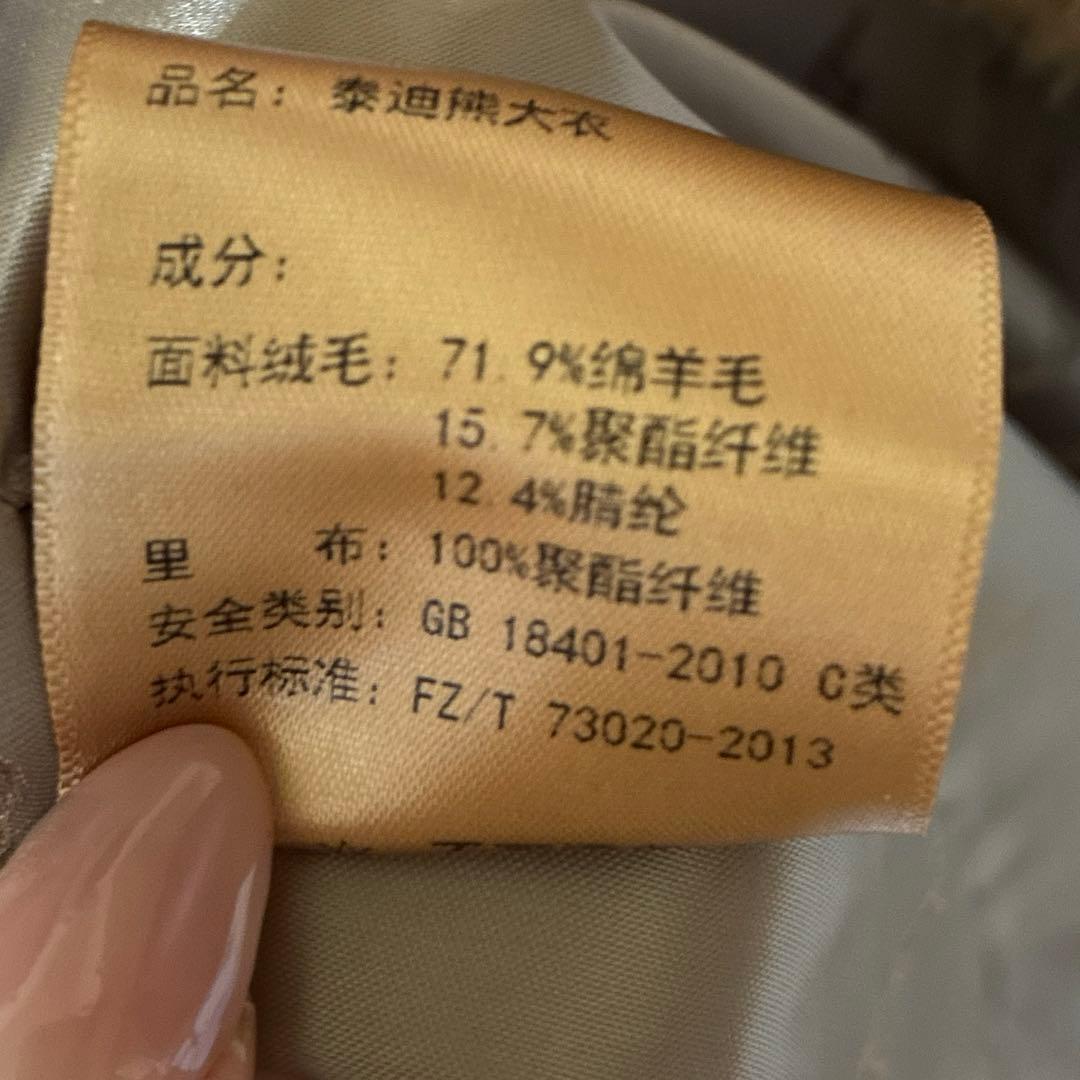 品名: 泰迪熊大衣
成分:
面料绒毛: 71.9%绵羊毛
15.7%聚酯纤维
12.4%腈纶
里 布: 100%聚酯纤维
安全类别: GB 18401-2010 C类
执行标准: FZ/T 73020-2013